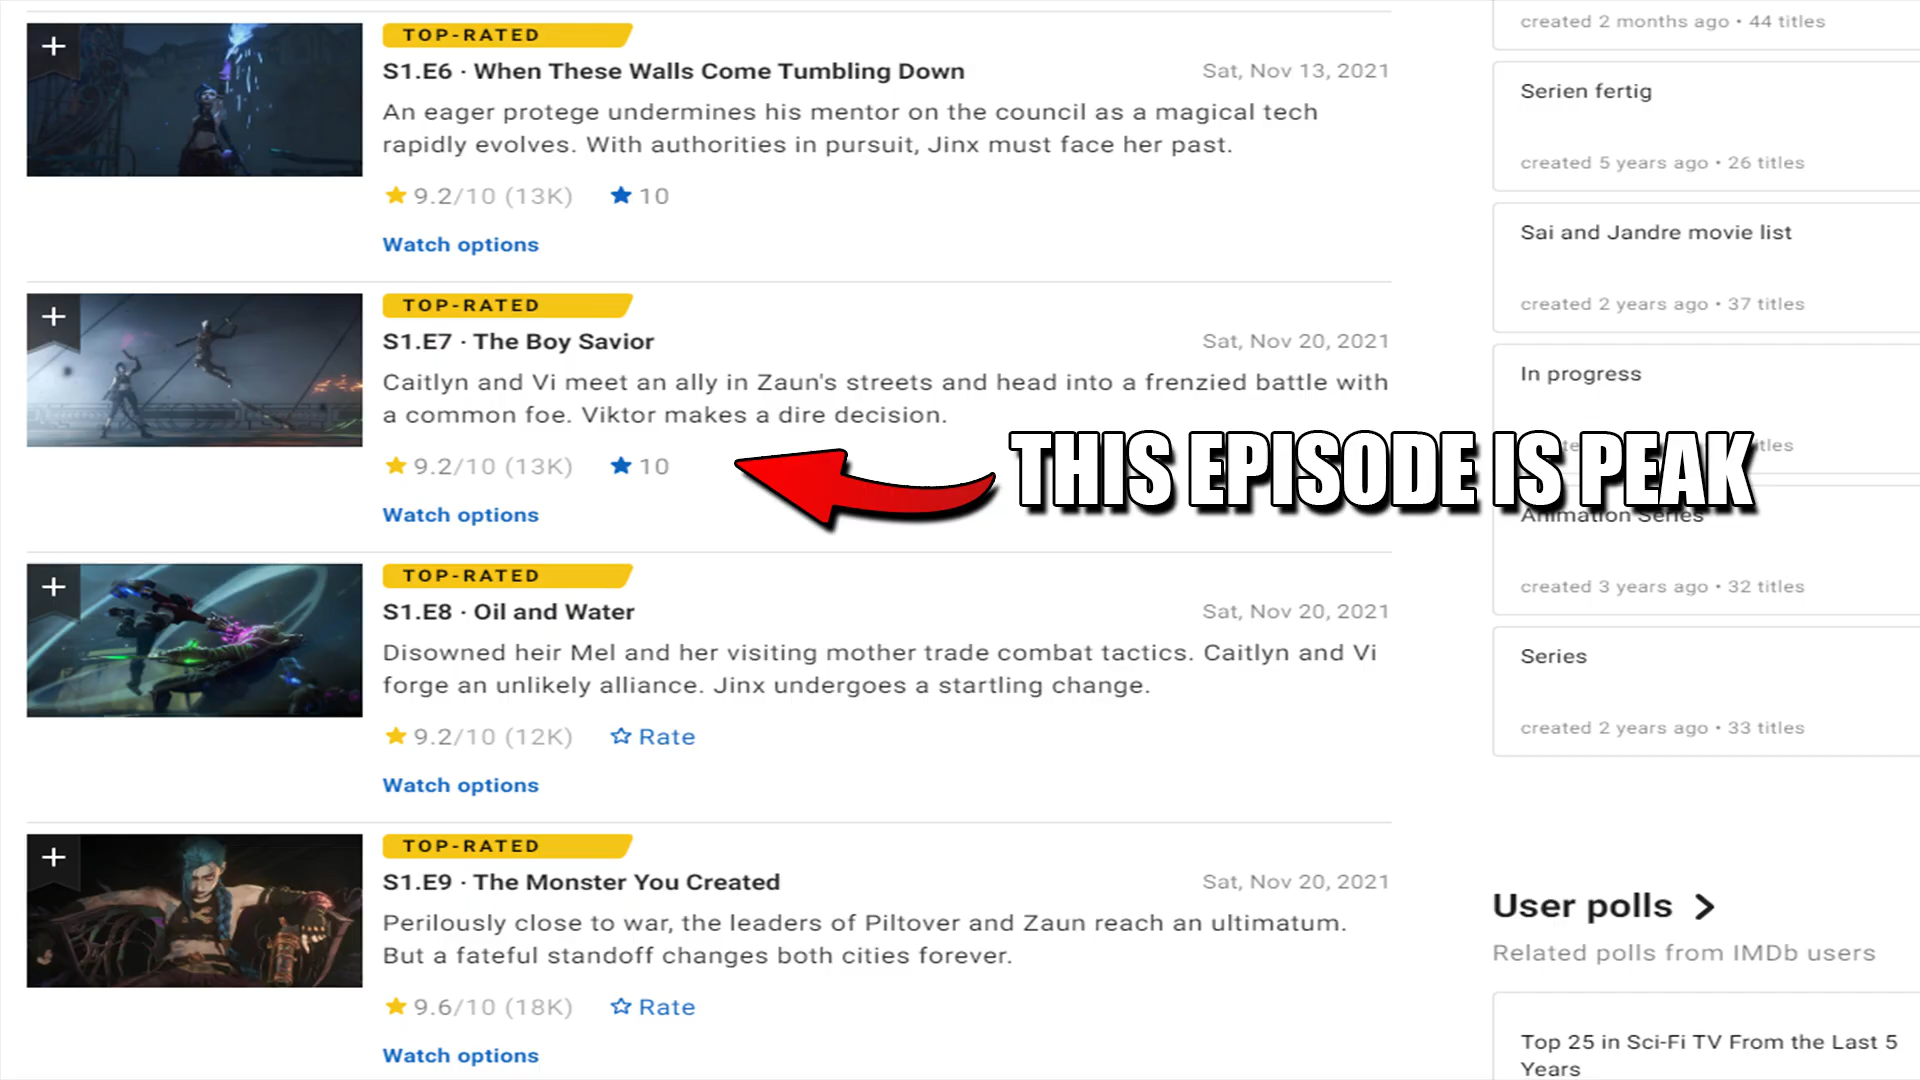 TOP-RATED
S1.E6 · When These Walls Come Tumbling Down
Sat, Nov 13, 2021
An eager protege undermines his mentor on the council as a magical tech
rapidly evolves. With authorities in pursuit, Jinx must face her past.
9.2/10 (13K) 10
Watch options
TOP-RATED
S1.E7 · The Boy Savior
Sat, Nov 20, 2021
Caitlyn and Vi meet an ally in Zaun's streets and head into a frenzied battle with
a common foe. Viktor makes a dire decision.
9.2/10 (13K) 10
Watch options
THIS EPISODE IS PEAK
TOP-RATED
S1.E8 · Oil and Water
Sat, Nov 20, 2021
Disowned heir Mel and her visiting mother trade combat tactics. Caitlyn and Vi
forge an unlikely alliance. Jinx undergoes a startling change.
9.2/10 (12K) Rate
Watch options
TOP-RATED
S1.E9 · The Monster You Created
Sat, Nov 20, 2021
Perilously close to war, the leaders of Piltover and Zaun reach an ultimatum.
But a fateful standoff changes both cities forever.
9.6/10 (18K) Rate
Watch options
created 2 months ago • 44 titles
Serien fertig
created 5 years ago • 26 titles
Sai and Jandre movie list
created 2 years ago • 37 titles
In progress
Animation Series
created 3 years ago • 32 titles
Series
created 2 years ago • 33 titles
User polls
Related polls from IMDb users
Top 25 in Sci-Fi TV From the Last 5
Years